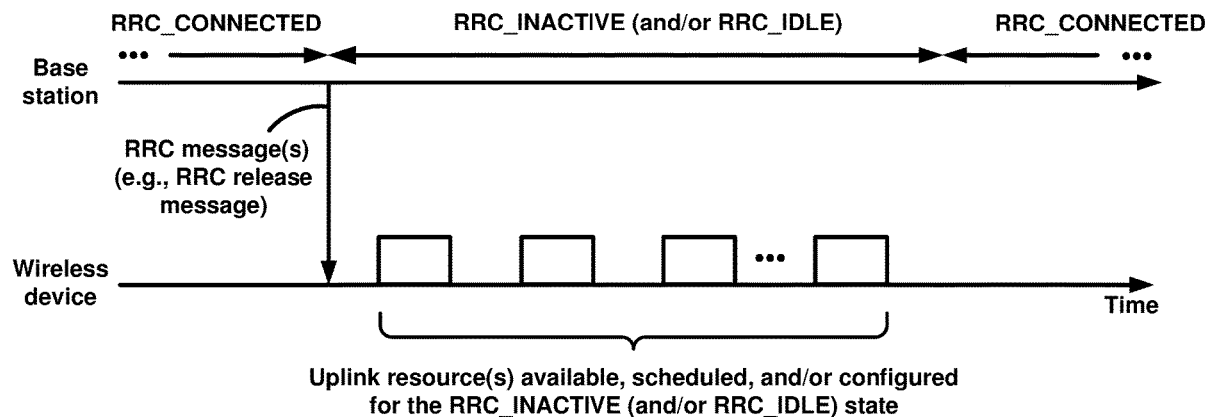 RRC_CONNECTED
RRC_INACTIVE (and/or RRC_IDLE)
RRC_CONNECTED
•••
•••
Base
station
RRC message(s)
(e.g., RRC release
message)
•••
Wireless
device
Time
Uplink resource(s) available, scheduled, and/or configured
for the RRC_INACTIVE (and/or RRC_IDLE) state